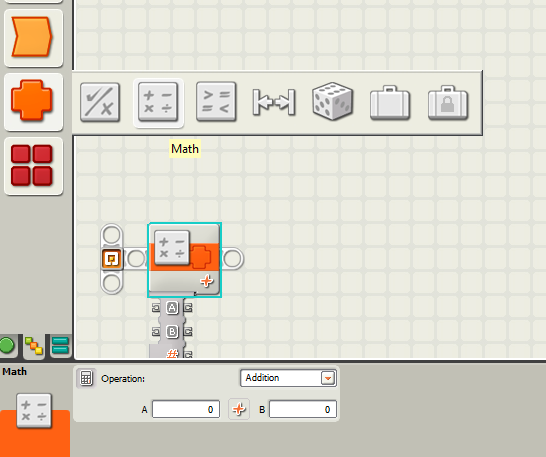 Math
A
B
#
Math
Operation: Addition
A 0 B 0